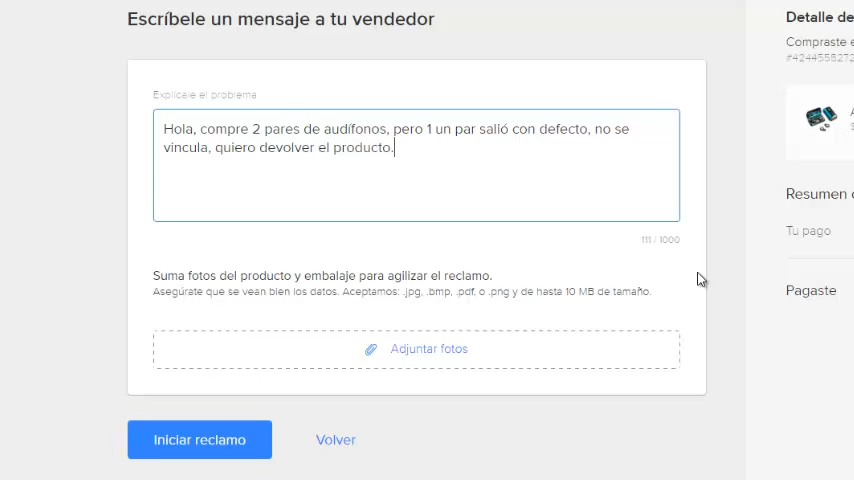 Escríbele un mensaje a tu vendedor
Explícale el problema
Hola, compre 2 pares de audífonos, pero 1 un par salió con defecto, no se
vincula, quiero devolver el producto.
111 / 1000
Suma fotos del producto y embalaje para agilizar el reclamo.
Asegúrate que se vean bien los datos. Aceptamos: .jpg, .bmp, .pdf, o .png y de hasta 10 MB de tamaño.
Adjuntar fotos
Iniciar reclamo
Volver
Detalle de
Compraste e
Resumen
Tu pago
Pagaste